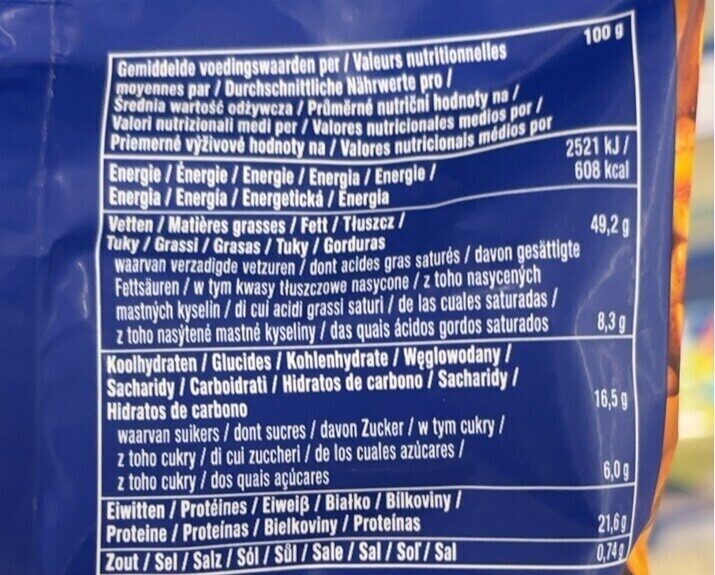 100 g
Gemiddelde voedingswaarden per / Valeurs nutritionnelles
moyennes par / Durchschnittliche Nährwerte pro /
Średnia wartość odżywcza / Průměrné nutriční hodnoty na /
Valori nutrizionali medi per / Valores nutricionales medios por /
Priemerné výživové hodnoty na / Valores nutricionais médios por
Energie / Énergie / Energie / Energia / Energie / 2521 kJ /
Energia / Energía / Energetická / Energia 608 kcal
Vetten / Matières grasses / Fett / Tłuszcz / 49,2 g
Tuky / Grassi / Grasas / Tuky / Gorduras
waarvan verzadigde vetzuren / dont acides gras saturés / davon gesättigte
Fettsäuren / w tym kwasy tłuszczowe nasycone / z toho nasycených
mastných kyselin / di cui acidi grassi saturi / de las cuales saturadas /
z toho nasýtené mastné kyseliny / das quais ácidos gordos saturados 8,3 g
Koolhydraten / Glucides / Kohlenhydrate / Węglowodany /
Sacharidy / Carboidrati / Hidratos de carbono / Sacharidy /
Hidratos de carbono 16,5 g
waarvan suikers / dont sucres / davon Zucker / w tym cukry /
z toho cukry / di cui zuccheri / de los cuales azúcares /
z toho cukry / dos quais açúcares 6,0 g
Eiwitten / Protéines / Eiweiß / Białko / Bílkoviny /
Proteine / Proteínas / Bielkoviny / Proteínas 21,6 g
Zout / Sel / Salz / Sól / Sůl / Sale / Sal / Soľ / Sal 0,74 g